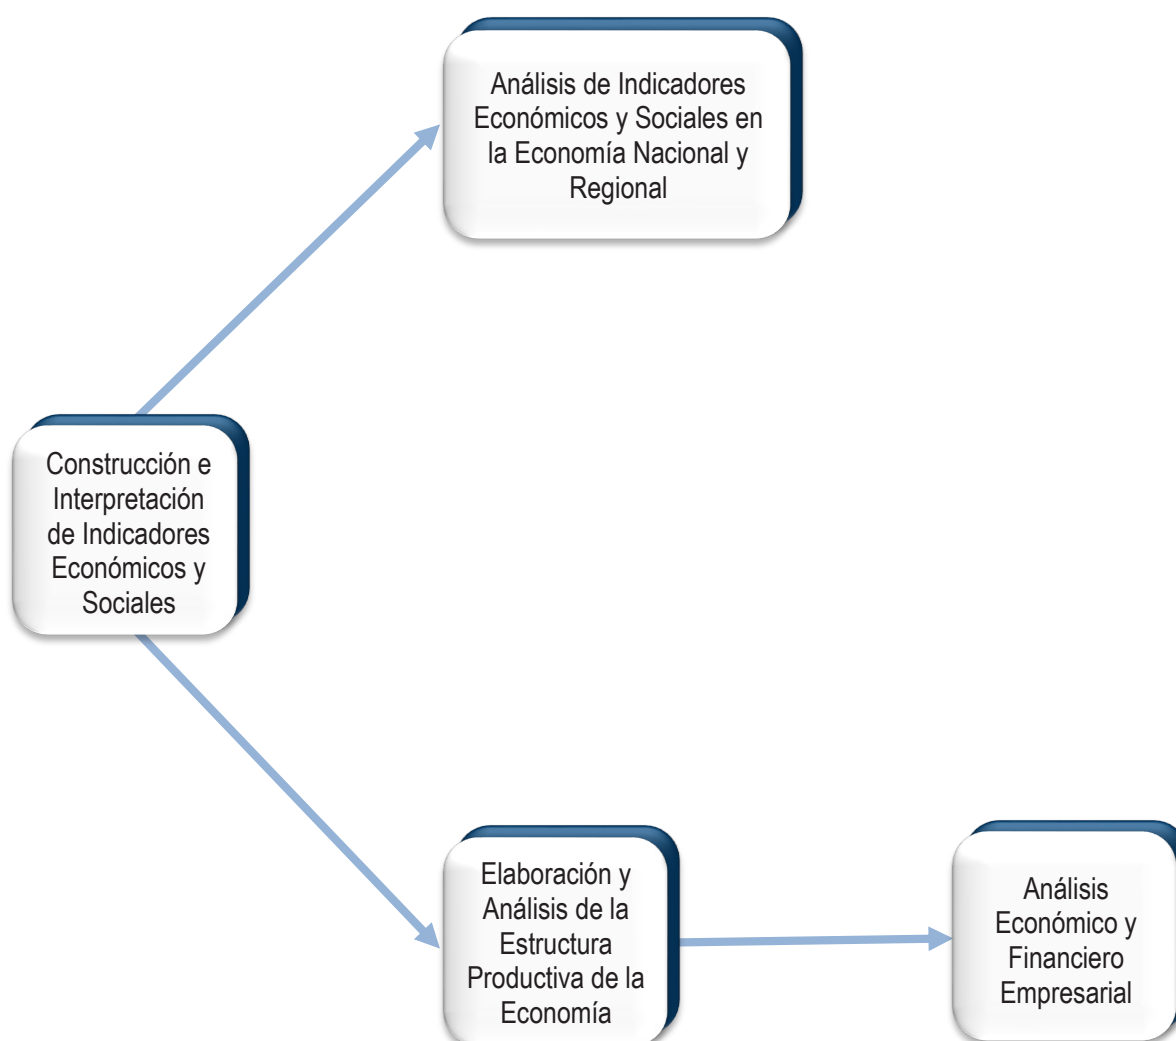 Análisis de Indicadores
Económicos y Sociales en
la Economía Nacional y
Regional
Construcción e
Interpretación
de Indicadores
Económicos y
Sociales
Elaboración y
Análisis de la
Estructura
Productiva de la
Economía
Análisis
Económico y
Financiero
Empresarial